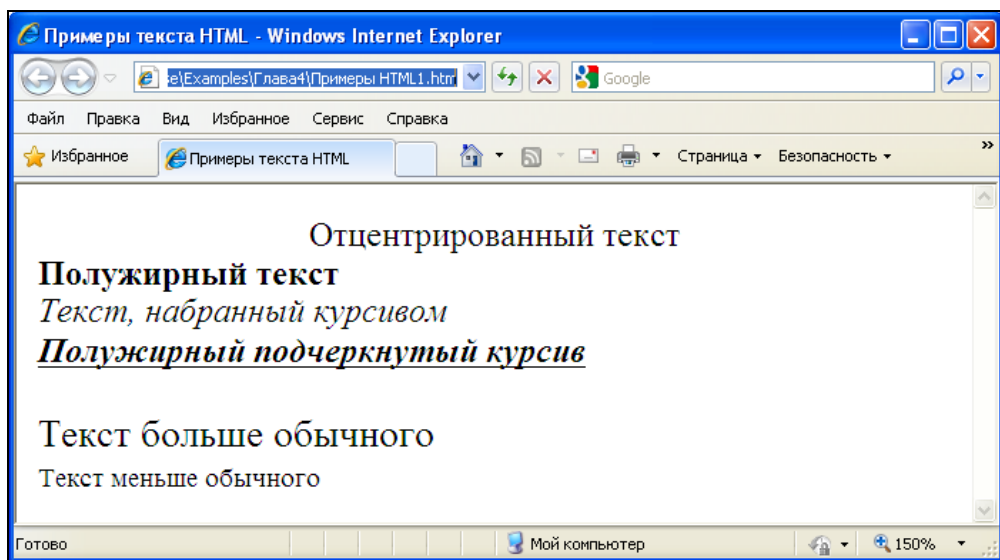 Примеры текста HTML - Windows Internet Explorer
se\Examples\Глава4\Примеры HTML1.htm Google
Файл Правка Вид Избранное Сервис Справка
Избранное Примеры текста HTML Страница Безопасность »
Отцентрированный текст
Полужирный текст
Текст, набранный курсивом
Полужирный подчеркнутый курсив
Текст больше обычного
Текст меньше обычного
Готово Мой компьютер 150%